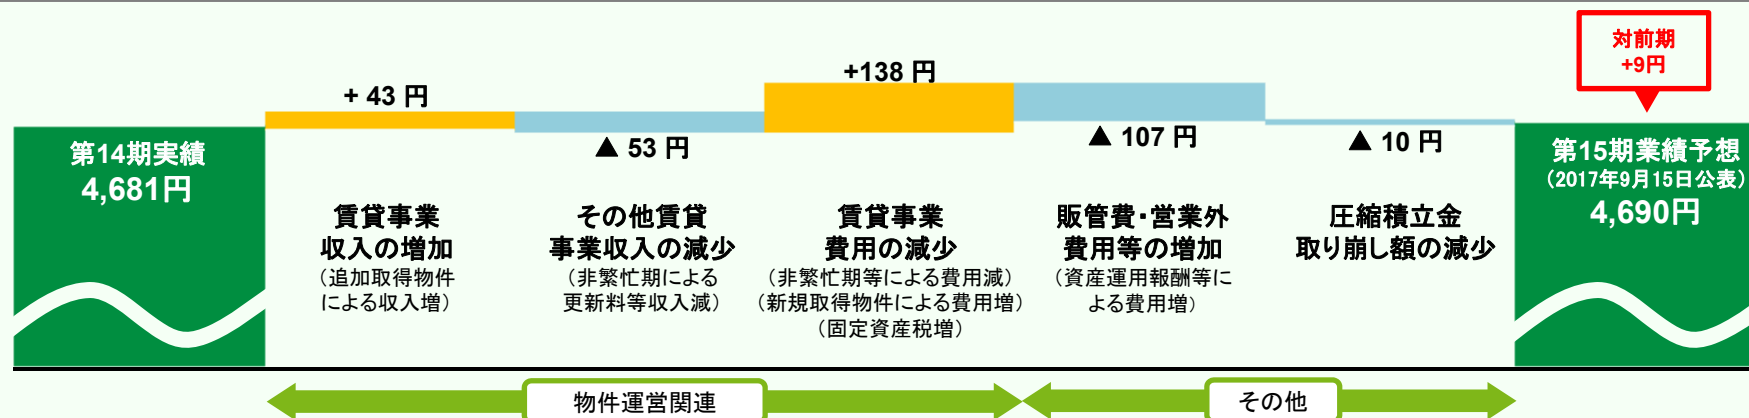 対前期
+9円
第14期実績
4,681円
+ 43 円
▲ 53 円
+138 円
▲ 107 円
▲ 10 円
第15期業績予想
（2017年9月15日公表）
4,690円
賃貸事業
収入の増加
（追加取得物件
による収入増）
その他賃貸
事業収入の減少
（非繁忙期による
更新料等収入減）
賃貸事業
費用の減少
（非繁忙期等による費用減）
（新規取得物件による費用増）
（固定資産税増）
販管費・営業外
費用等の増加
（資産運用報酬等に
よる費用増）
圧縮積立金
取り崩し額の減少
物件運営関連
その他